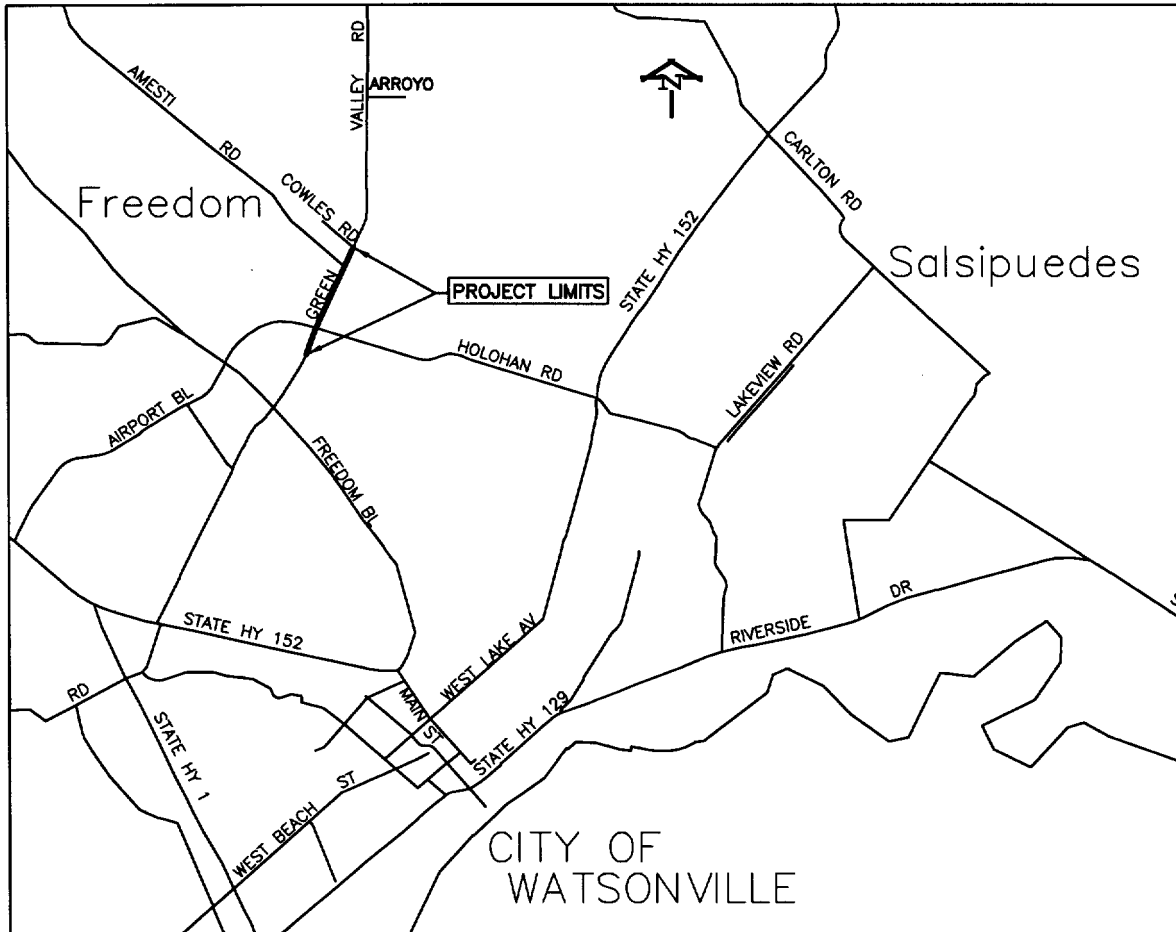 VALLEY RD
ARROYO
N
AMESTI RD
COWLES RD
CARLTON RD
Freedom
STATE HY 152
Salsipuedes
GREEN
PROJECT LIMITS
HOLOHAN RD
LAKEVIEW RD
AIRPORT BL
FREEDOM BL
RIVERSIDE DR
STATE HY 152
WEST LAKE AV
RD
MAIN ST
STATE HY 129
STATE HY 1
WEST BEACH ST
CITY OF
WATSONVILLE